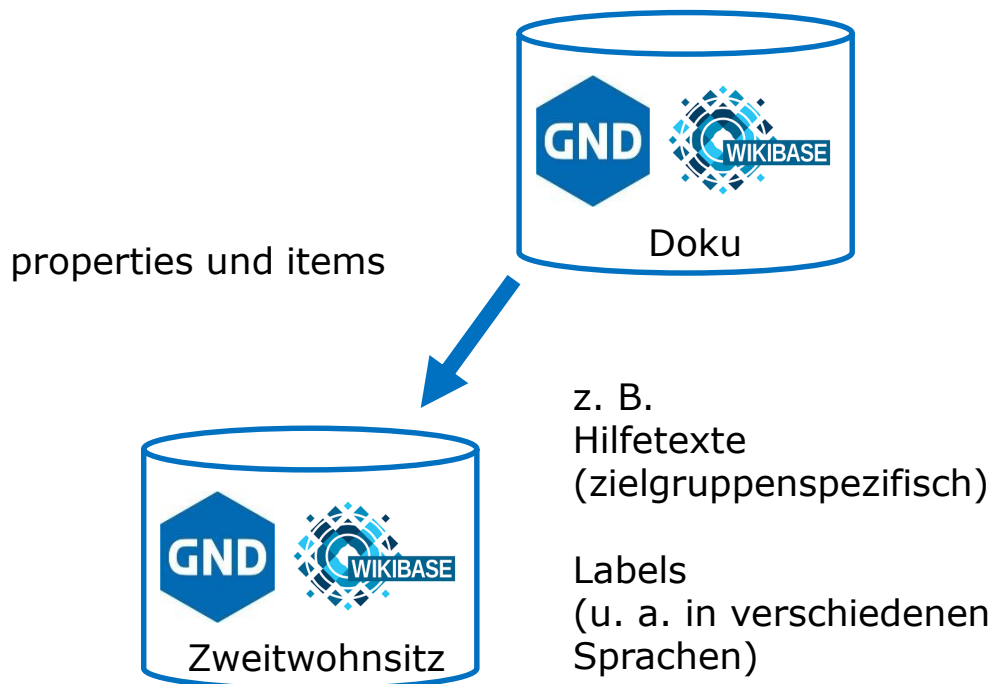 GND
WIKIBASE
Doku
properties und items
z. B.
Hilfetexte
(zielgruppenspezifisch)
Labels
(u. a. in verschiedenen
Sprachen)
GND
WIKIBASE
Zweitwohnsitz